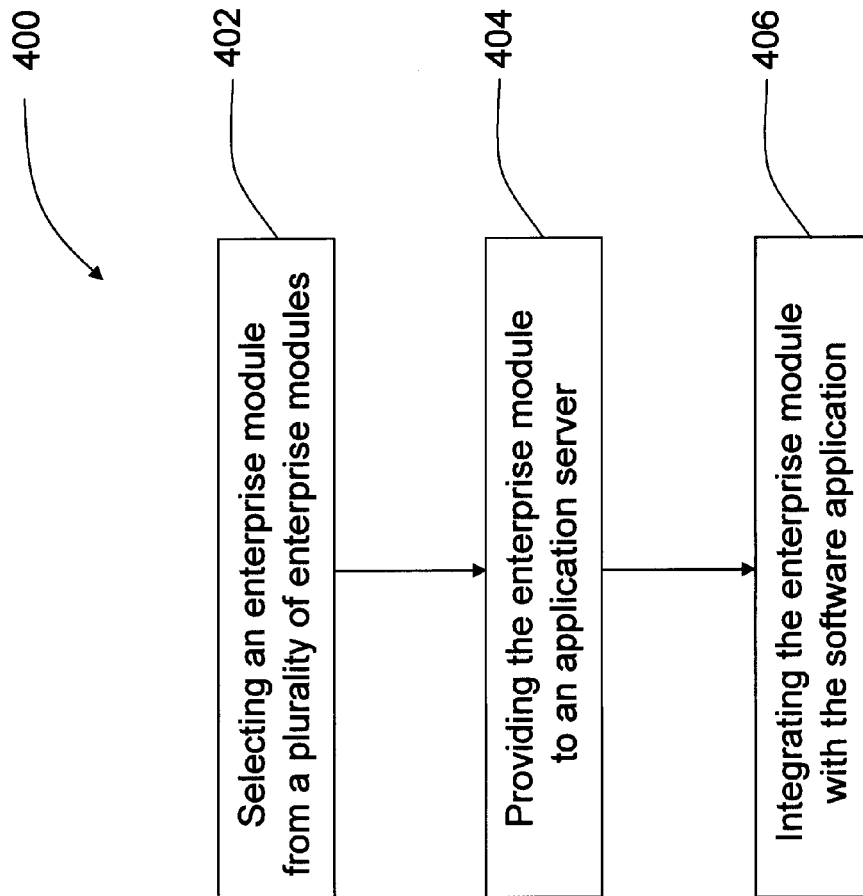 400
402
Selecting an enterprise module
from a plurality of enterprise modules
404
Providing the enterprise module
to an application server
406
Integrating the enterprise module
with the software application